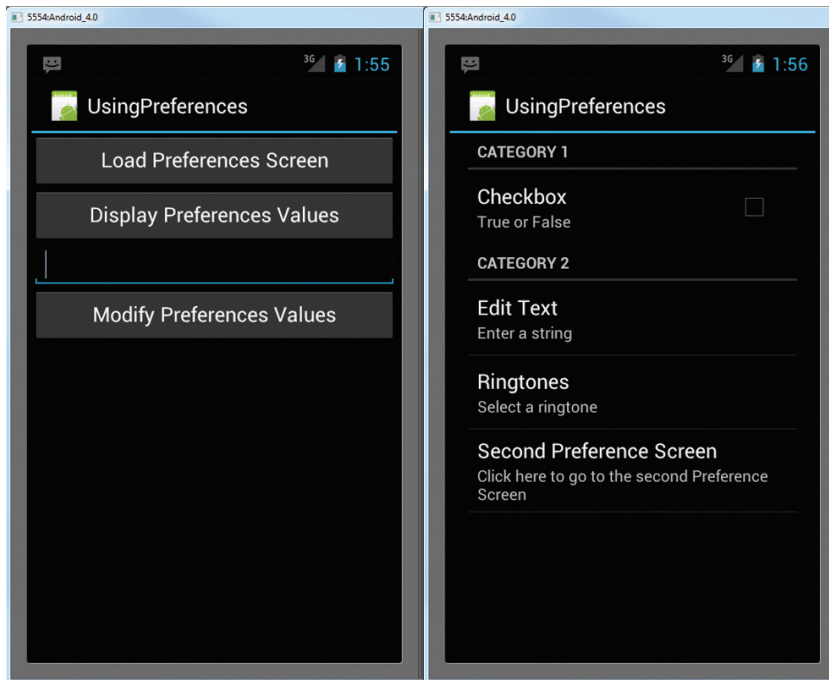 5554:Android_4.0
3G 1:55
UsingPreferences
Load Preferences Screen
Display Preferences Values
Modify Preferences Values
5554:Android_4.0
3G 1:56
UsingPreferences
CATEGORY 1
Checkbox
True or False
CATEGORY 2
Edit Text
Enter a string
Ringtones
Select a ringtone
Second Preference Screen
Click here to go to the second Preference
Screen